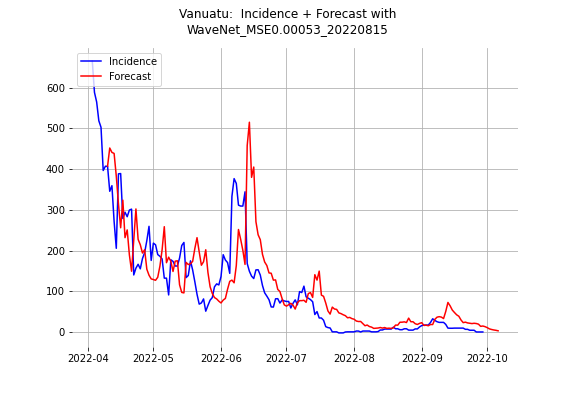 Vanuatu:  Incidence + Forecast with
WaveNet_MSE0.00053_20220815
Incidence
Forecast
600
500
400
300
200
100
0
2022-04 2022-05 2022-06 2022-07 2022-08 2022-09 2022-10